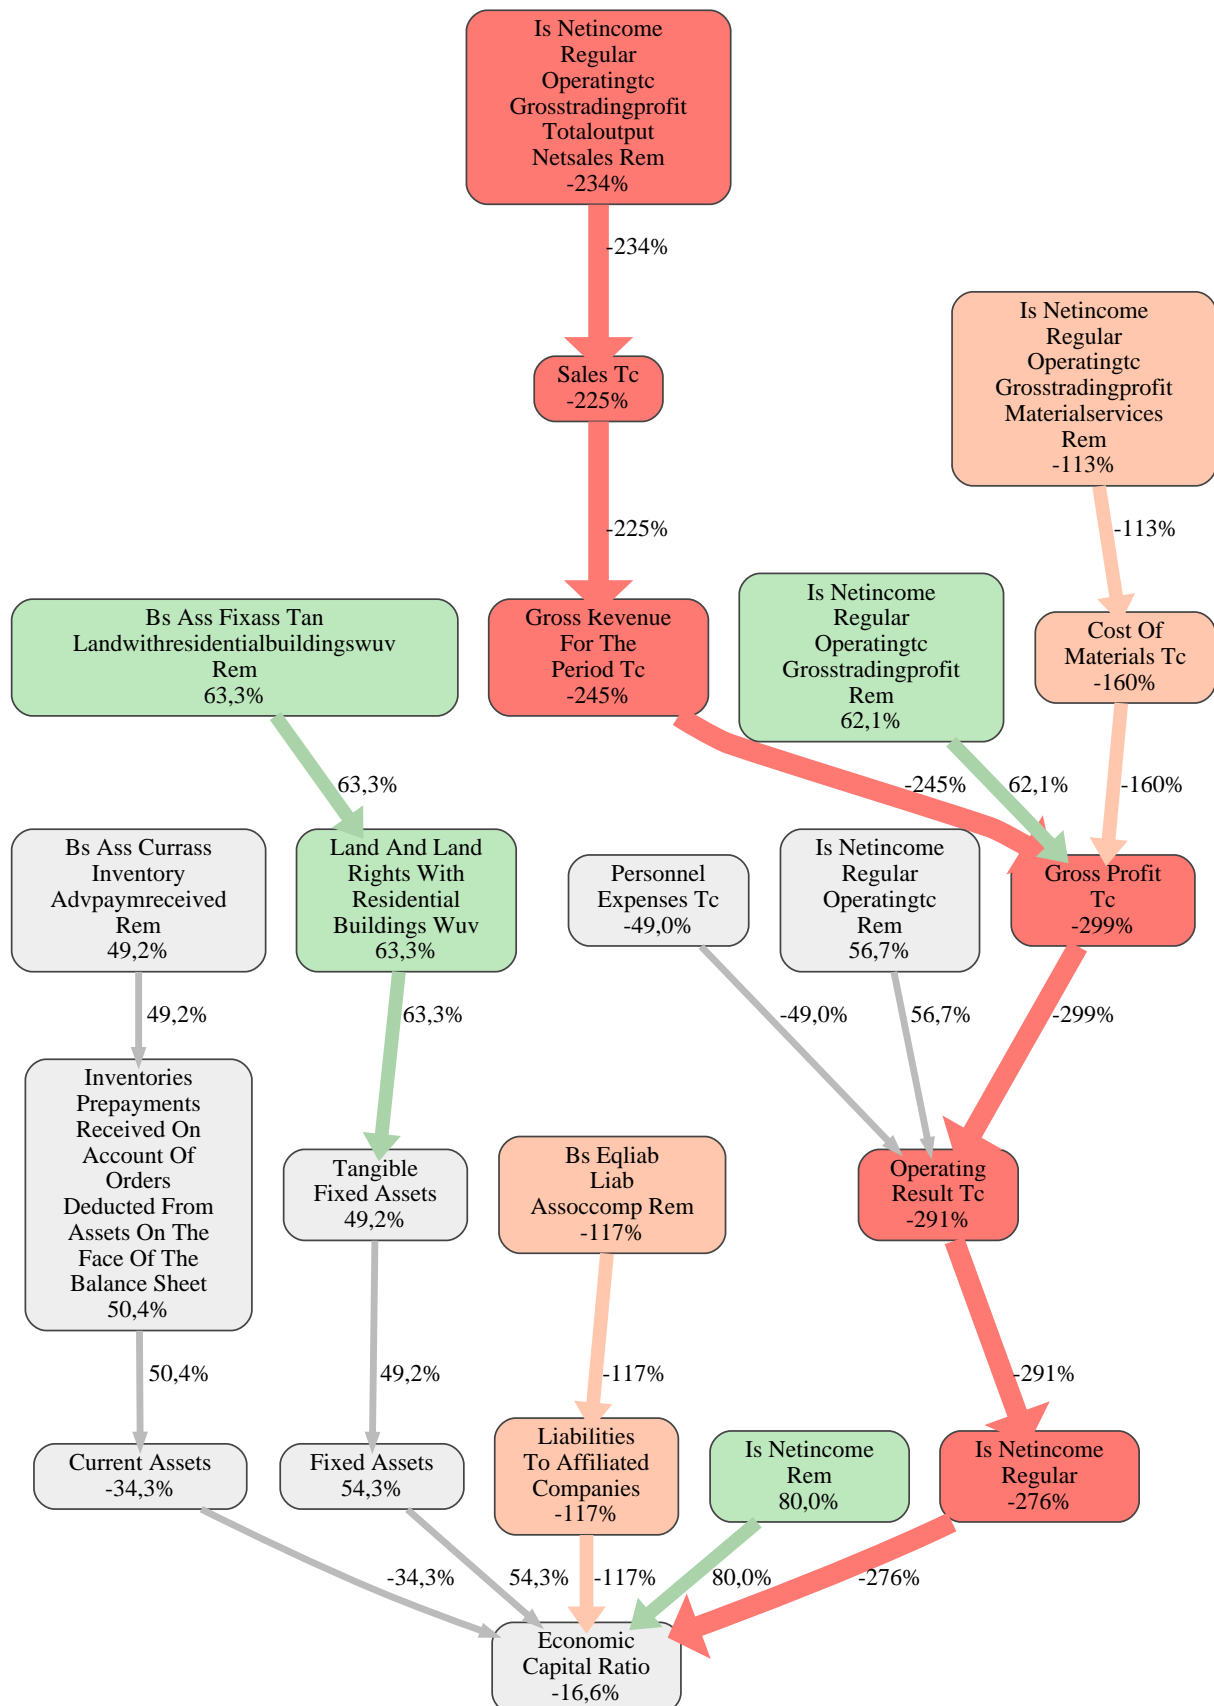 Is Netincome
Regular
Operatingtc
Grosstradingprofit
Totaloutput
Netsales Rem
-234%
-234%
Sales Tc
-225%
Is Netincome
Regular
Operatingtc
Grosstradingprofit
Materialservices
Rem
-113%
-225%
-113%
Bs Ass Fixass Tan
Landwithresidentialbuildingswuv
Rem
63,3%
Gross Revenue
For The
Period Tc
-245%
Is Netincome
Regular
Operatingtc
Grosstradingprofit
Rem
62,1%
Cost Of
Materials Tc
-160%
63,3%
-245%
62,1%
-160%
Bs Ass Currass
Inventory
Advpaymreceived
Rem
49,2%
Land And Land
Rights With
Residential
Buildings Wuv
63,3%
Personnel
Expenses Tc
-49,0%
Is Netincome
Regular
Operatingtc
Rem
56,7%
Gross Profit
Tc
-299%
49,2%
63,3%
-49,0%
56,7%
-299%
Inventories
Prepayments
Received On
Account Of
Orders
Deducted From
Assets On The
Face Of The
Balance Sheet
50,4%
Tangible
Fixed Assets
49,2%
Bs Eqliab
Liab
Assoccomp Rem
-117%
Operating
Result Tc
-291%
50,4%
49,2%
-117%
-291%
Current Assets
-34,3%
Fixed Assets
54,3%
Liabilities
To Affiliated
Companies
-117%
Is Netincome
Rem
80,0%
Is Netincome
Regular
-276%
-34,3%
54,3%
-117%
80,0%
-276%
Economic
Capital Ratio
-16,6%